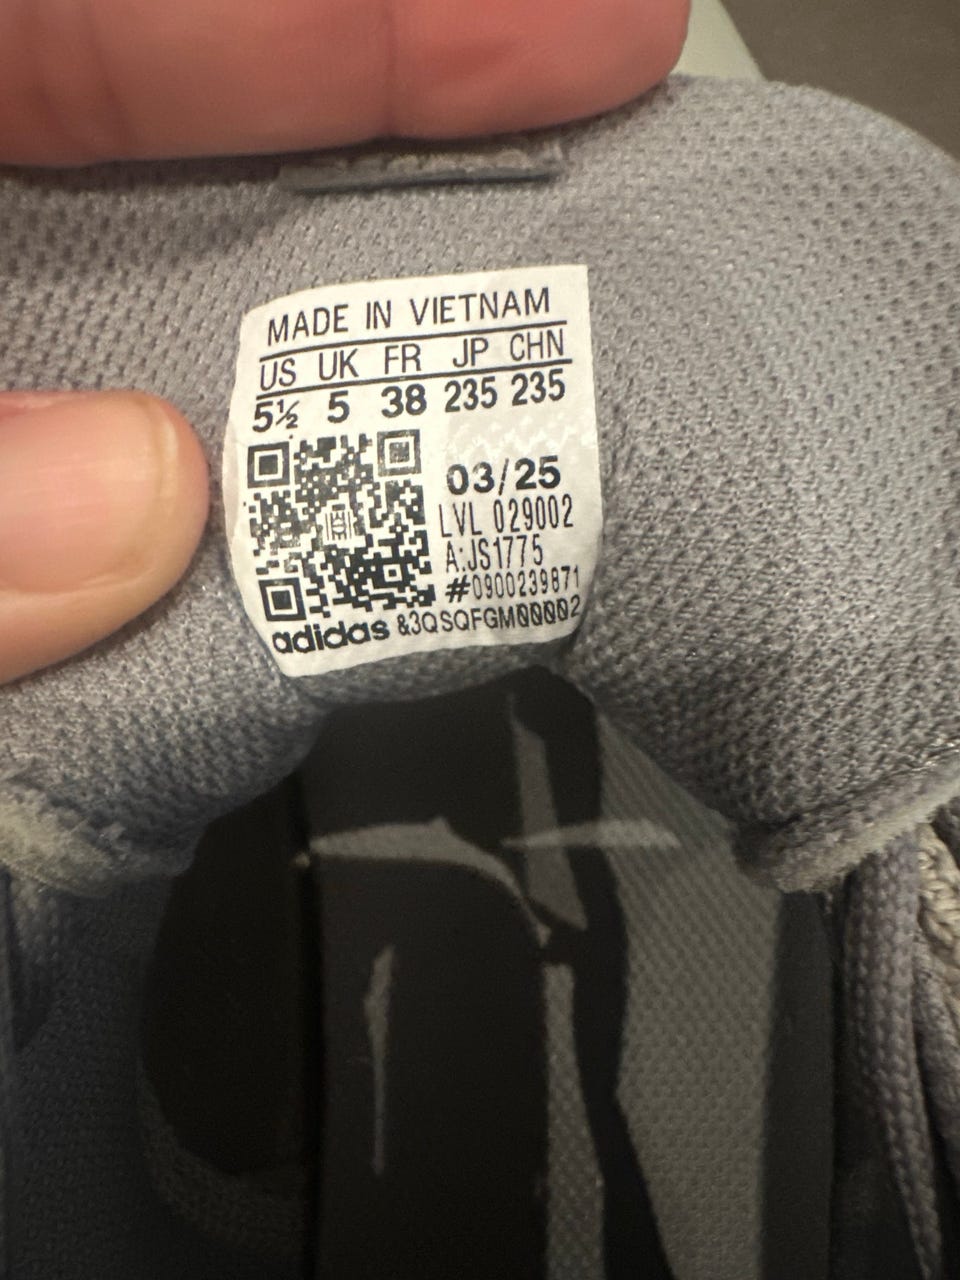 MADE IN VIETNAM
US UK FR JP CHN
5½ 5 38 235 235
03/25
LVL 029002
A:JS1775
#0900239871
adidas &3QSQFGM00002